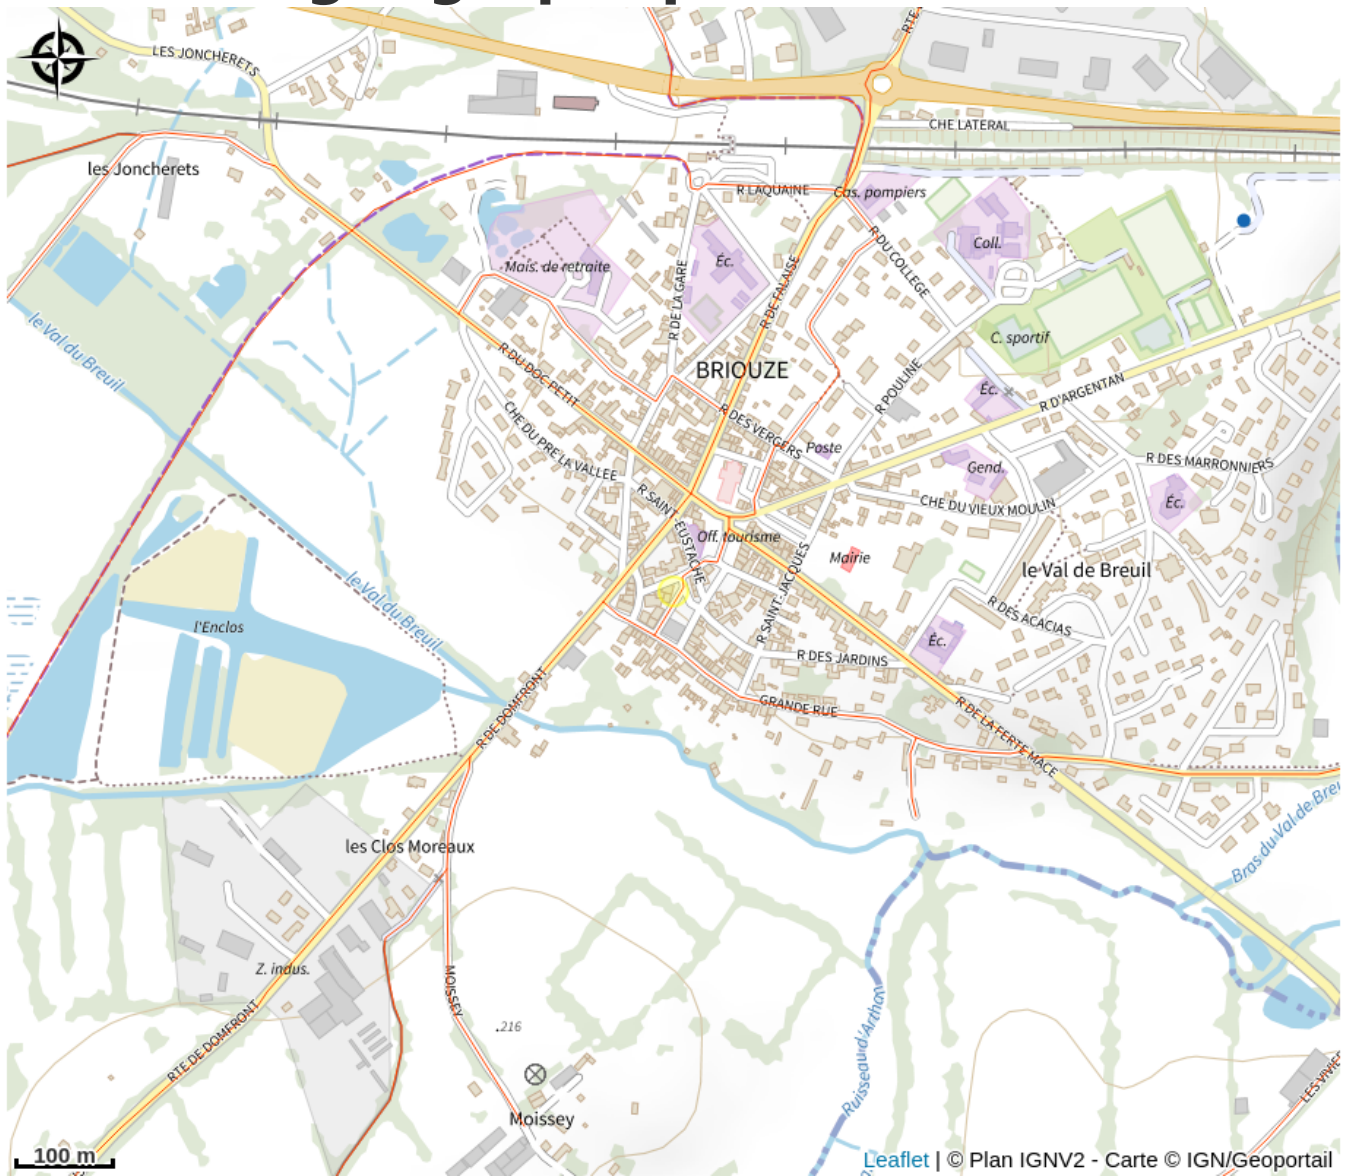 LES JONCHERETS
RTE
CHE LATERAL
les Joncherets
R LAQUAINE
Cas. pompiers
Coll.
R DU COLLEGE
Mais. de retraite
Éc.
R DE LA GARE
R DE FALAISE
le Val du Breuil
C. sportif
R DU DOC PETIT
BRIOUZE
R POULINE
Éc.
R D'ARGENTAN
CHE DU PRE LA VALLEE
R DES VERGERS
Poste
R DES MARRONNIERS
Gend.
R SAINT-EUSTACHE
CHE DU VIEUX MOULIN
Éc.
Off. tourisme
Mairie
le Val de Breuil
le Val du Breuil
R SAINT-JACQUES
l'Enclos
R DES ACACIAS
Éc.
R DES JARDINS
R DE DOMFRONT
GRANDE RUE
R DE LA FERTE MACE
Bras du Val de Breu
les Clos Moreaux
Z. indus.
MOISSEY
.216
RTE DE DOMFRONT
Ruisseau d'Arthan
LES VIVIE
Moissey
100 m
Leaflet | © Plan IGNV2 - Carte © IGN/Geoportail